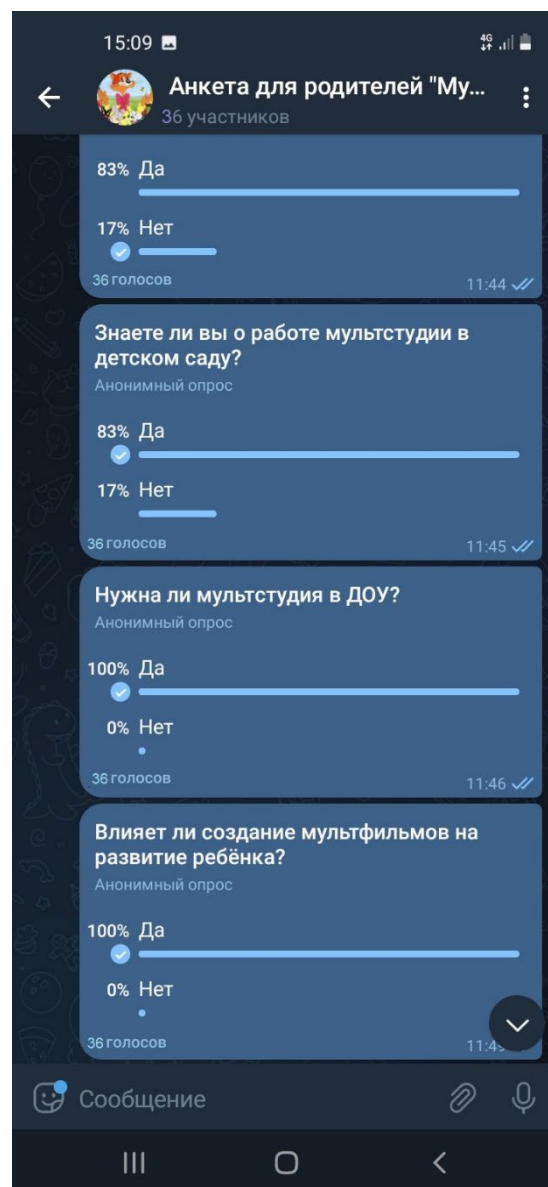 15:09
4G
Анкета для родителей "Му...
36 участников
83% Да
17% Нет
36 голосов
11:44
Знаете ли вы о работе мультстудии в
детском саду?
Анонимный опрос
83% Да
17% Нет
36 голосов
11:45
Нужна ли мультстудия в ДОУ?
Анонимный опрос
100% Да
0% Нет
36 голосов
11:46
Влияет ли создание мультфильмов на
развитие ребёнка?
Анонимный опрос
100% Да
0% Нет
36 голосов
Сообщение